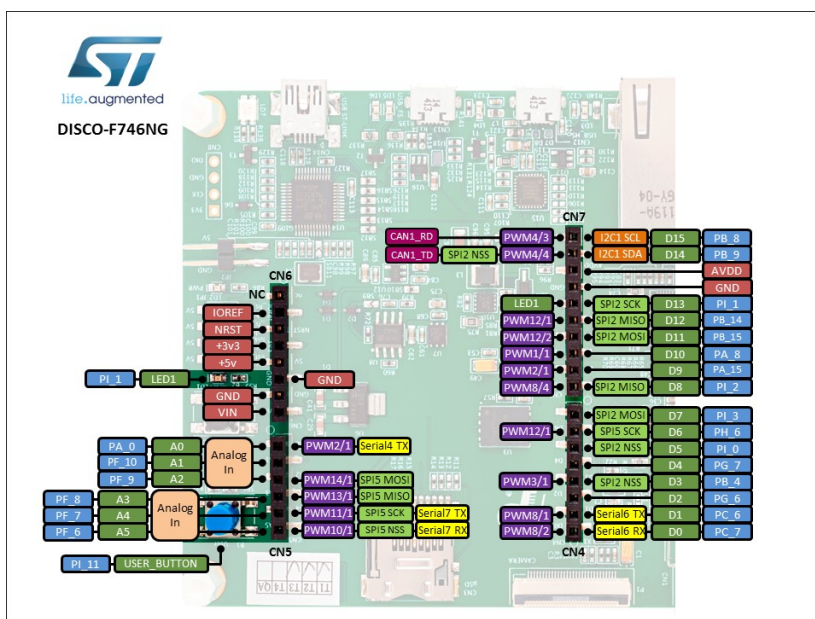 life.augmented
DISCO-F746NG
CN7
CAN1_RD PWM4/3 I2C1 SCL D15 PB_8
CAN1_TD SPI2 NSS PWM4/4 I2C1 SDA D14 PB_9
AVDD
GND
LED1 SPI2 SCK D13 PI_1
PWM12/1 SPI2 MISO D12 PB_14
PWM12/2 SPI2 MOSI D11 PB_15
PWM1/1 D10 PA_8
PWM2/1 D9 PA_15
PWM8/4 SPI2 MISO D8 PI_2
SPI2 MOSI D7 PI_3
PWM12/1 SPI5 SCK D6 PH_6
SPI2 NSS D5 PI_0
D4 PG_7
PWM3/1 SPI2 NSS D3 PB_4
D2 PG_6
PWM8/1 Serial6 TX D1 PC_6
PWM8/2 Serial6 RX D0 PC_7
CN4
CN6
NC
IOREF
NRST
+3v3
+5v
PI_1 LED1 GND
GND
VIN
PA_0 A0 Analog In PWM2/1 Serial4 TX
PF_10 A1
PF_9 A2 PWM14/1 SPI5 MOSI
PF_8 A3 Analog In PWM13/1 SPI5 MISO
PF_7 A4 PWM11/1 SPI5 SCK Serial7 TX
PF_6 A5 PWM10/1 SPI5 NSS Serial7 RX
CN5
PI_11 USER_BUTTON